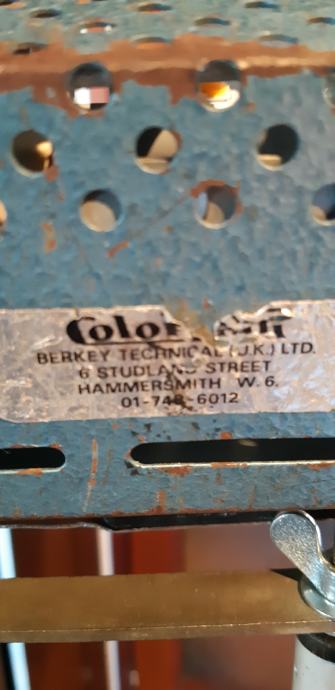 BERKEY TECHNICAL (U.K.) LTD.
6 STUDLAND STREET
HAMMERSMITH W.6.
01-748-6012